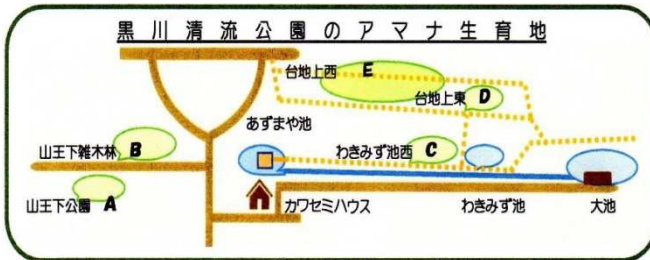 黒川清流公園のアマナ生育地
台地上西 E
台地上東 D
あずまや池
山王下雑木林 B
わきみず池西 C
山王下公園 A
カワセミハウス
わきみず池
大池